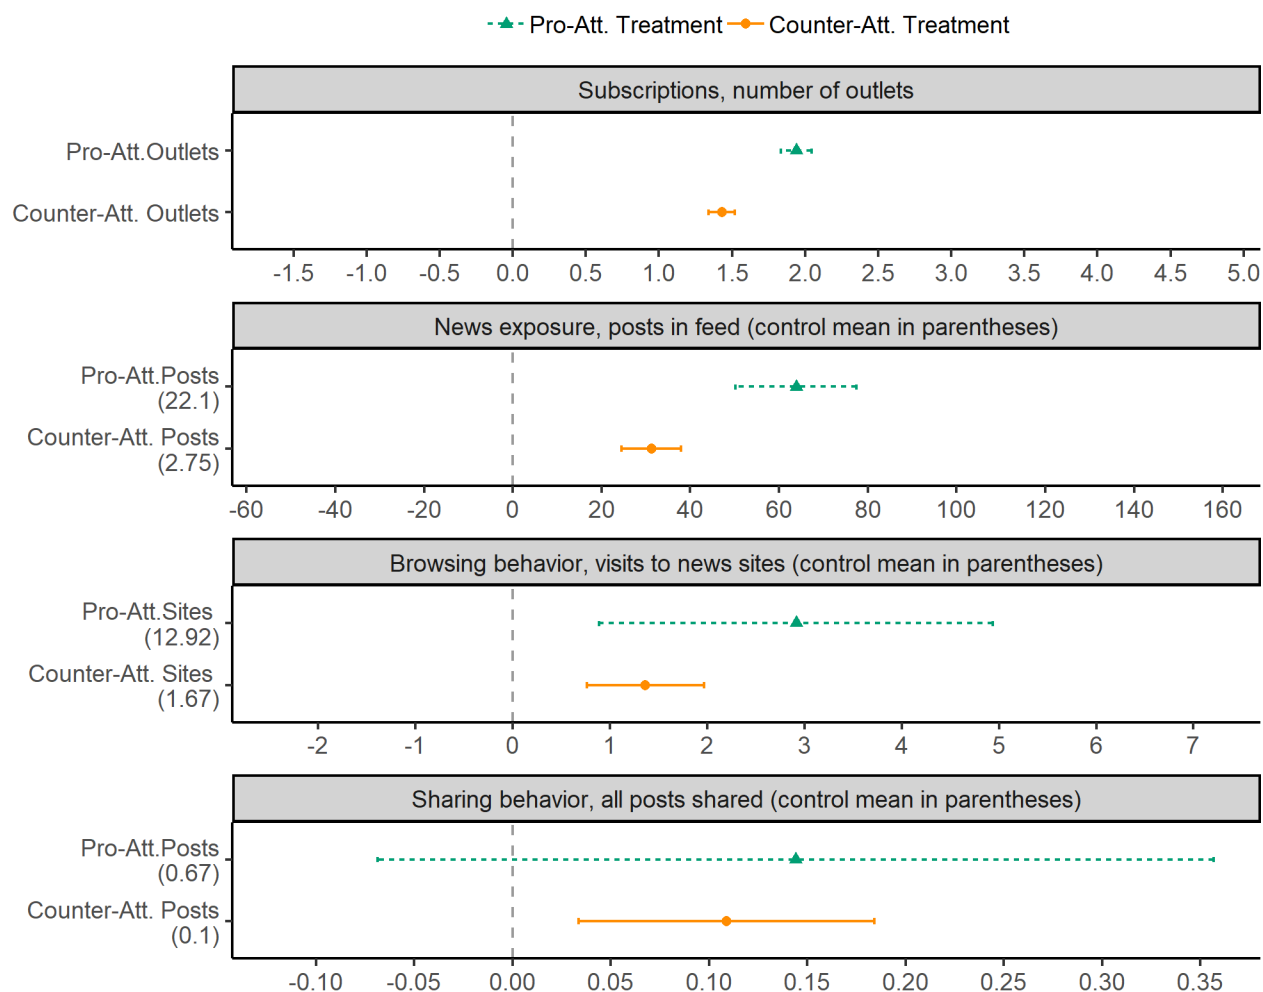 Pro-Att. Treatment Counter-Att. Treatment
Subscriptions, number of outlets
Pro-Att.Outlets
Counter-Att. Outlets
-1.5 -1.0 -0.5 0.0 0.5 1.0 1.5 2.0 2.5 3.0 3.5 4.0 4.5 5.0
News exposure, posts in feed (control mean in parentheses)
Pro-Att.Posts
(22.1)
Counter-Att. Posts
(2.75)
-60 -40 -20 0 20 40 60 80 100 120 140 160
Browsing behavior, visits to news sites (control mean in parentheses)
Pro-Att.Sites
(12.92)
Counter-Att. Sites
(1.67)
-2 -1 0 1 2 3 4 5 6 7
Sharing behavior, all posts shared (control mean in parentheses)
Pro-Att.Posts
(0.67)
Counter-Att. Posts
(0.1)
-0.10 -0.05 0.00 0.05 0.10 0.15 0.20 0.25 0.30 0.35